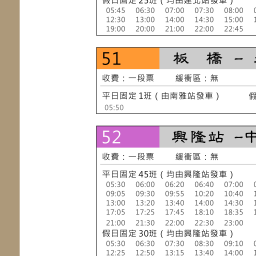 假日固定23班（均由建北站發車）
05:45 06:30 07:00 07:30 08:00
12:30 13:00 14:00 14:30 15:00
19:00 20:00 21:00 22:00 22:45
51 板 橋 -
收費：一段票 緩衝區：無
平日固定1班（由南雅站發車）
05:50
52 興隆站 -中
收費：一段票 緩衝區：無
平日固定45班（均由興隆站發車）
05:30 06:00 06:20 06:40 07:00
09:05 09:30 09:55 10:20 10:40
13:00 13:20 13:40 14:00 14:30
17:05 17:25 17:45 18:10 18:35
21:00 21:30 22:00 22:30 23:00
假日固定30班（均由興隆站發車）
05:30 06:30 07:30 08:30 09:10
12:25 12:50 13:15 13:40 14:00